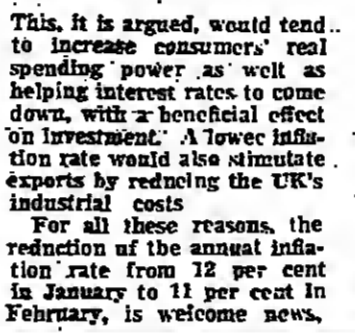 This, it is argued, would tend
to increase consumers' real
spending power as well as
helping interest rates to come
down, with a beneficial effect
on investment. A lower infla-
tion rate would also stimulate
exports by reducing the UK's
industrial costs
For all these reasons, the
reduction of the annual infla-
tion rate from 12 per cent
in January to 11 per cent in
February, is welcome news,